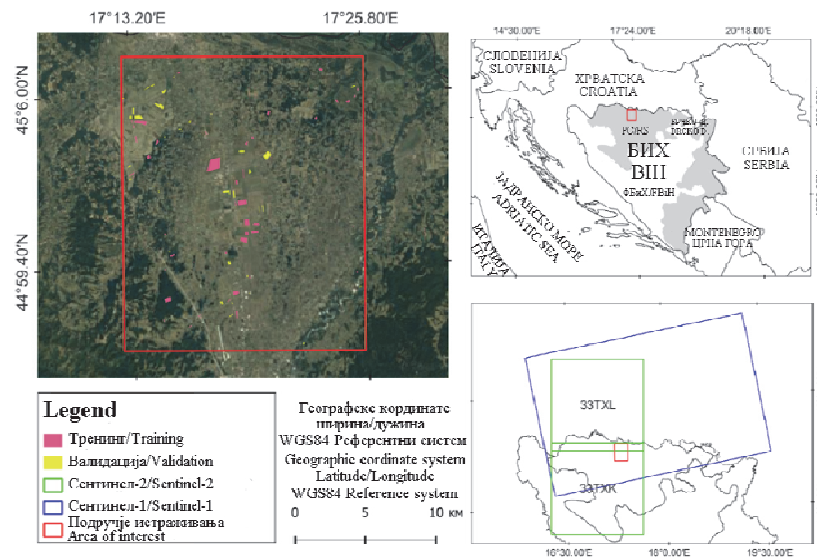 17°13.20'E
17°25.80'E
45°6.00'N
44°59.40'N
14°30.00'E
17°24.00'E
20°18.00'E
СЛОВЕНИЈА
SLOVENIA
ХРВАТСКА
CROATIA
РС/RS
БИХ
BIH
ФБиХ/FBiH
СРБИЈА
SERBIA
ЈАДРАНСКО МОРЕ
ADRIATIC SEA
MONTENEGRO
ЦРНА ГОРА
ИТАЛИЈА
ITALY
33TXL
33TXK
16°30.00'E
18°0.00'E
19°30.00'E
Legend
Тренинг/Training
Валидација/Validation
Сентинел-2/Sentinel-2
Сентинел-1/Sentinel-1
Подручје истраживања
Area of interest
Географске кординате
ширина/дужина
WGS84 Референтни систем
Geographic cordinate system
Latitude/Longitude
WGS84 Reference system
0 5 10 км